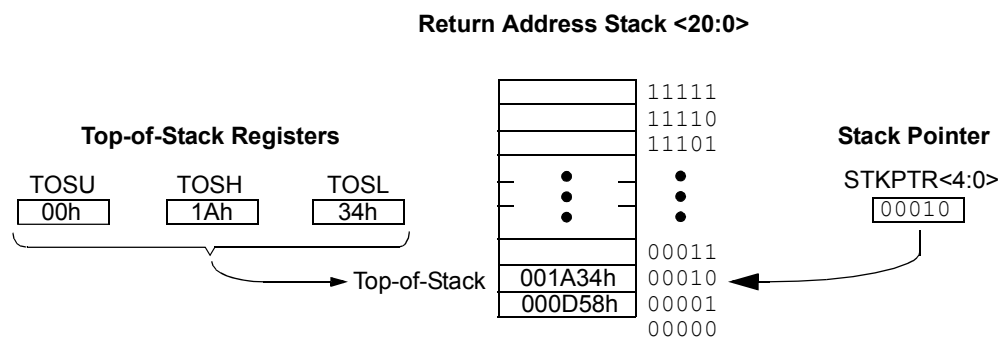 Return Address Stack <20:0>
11111
11110
Top-of-Stack Registers 11101 Stack Pointer
TOSU TOSH TOSL STKPTR<4:0>
00h 1Ah 34h 00010
00011
Top-of-Stack 001A34h 00010
000D58h 00001
00000